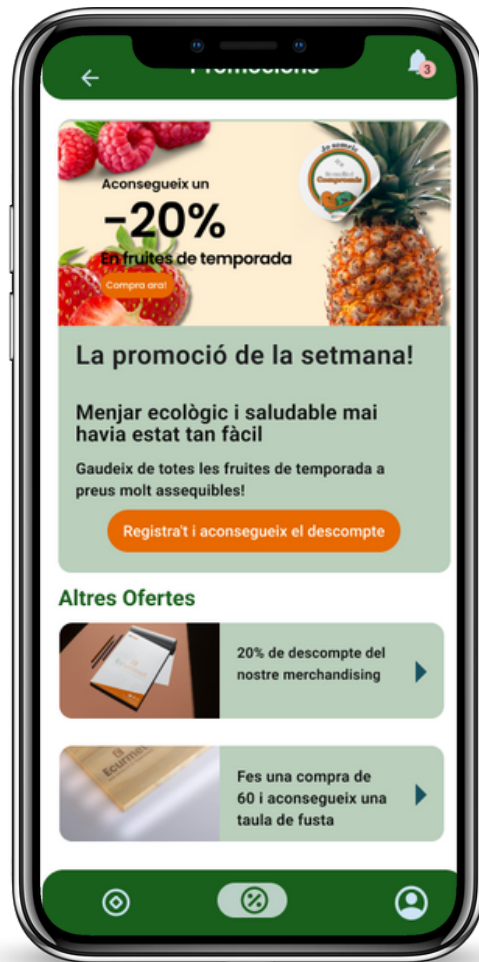 Promocions
3
Aconsegueix un
-20%
En fruites de temporada
Compra ara!
Jo
Compromís
La promoció de la setmana!
Menjar ecològic i saludable mai
havia estat tan fàcil
Gaudeix de totes les fruites de temporada a
preus molt assequibles!
Registra't i aconsegueix el descompte
Altres Ofertes
20% de descompte del
nostre merchandising
Fes una compra de
60 i aconsegueix una
taula de fusta